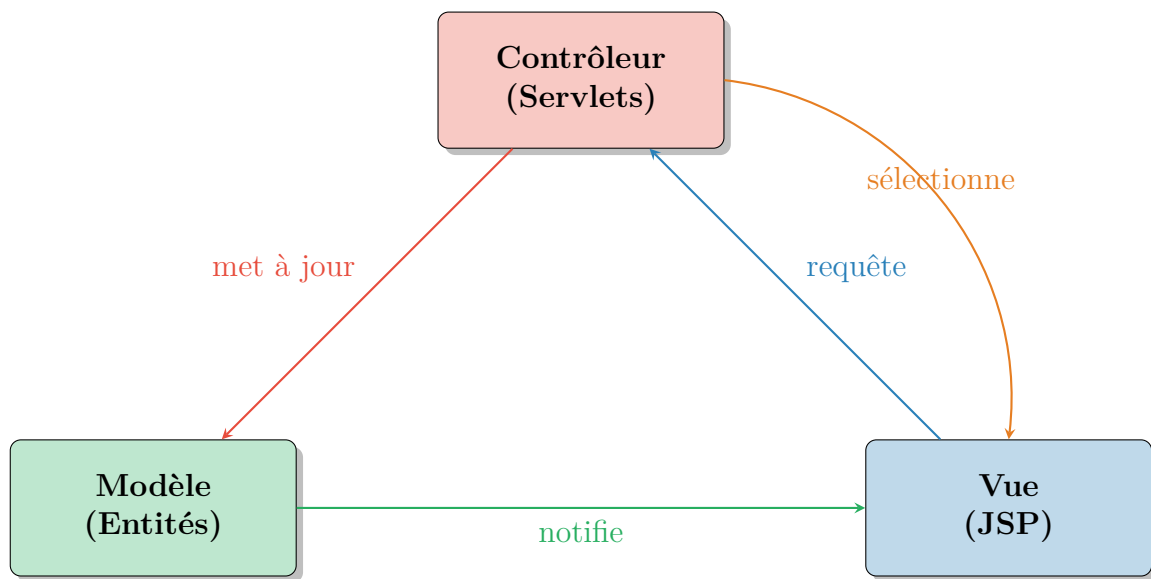 Contrôleur
(Servlets)
sélectionne
met à jour
requête
Modèle
(Entités)
notifie
Vue
(JSP)